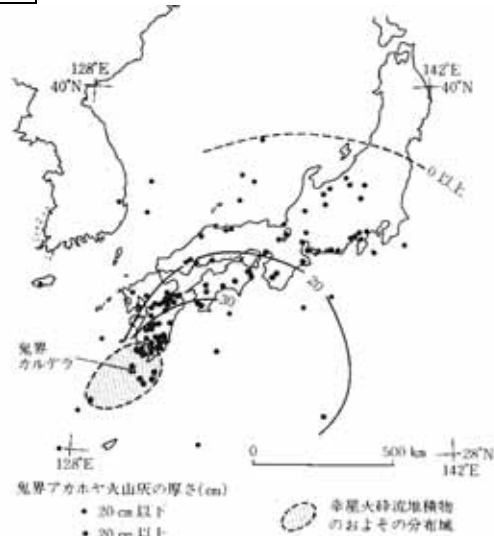 128°E
40°N
142°E
40°N
0以上
20
30
鬼界
カルデラ
0
500 km
28°N
128°E
142°E
鬼界アカホヤ火山灰の厚さ(cm)
• 20 cm 以下
• 20 cm 以上
幸屋火砕流堆積物
のおよその分布域